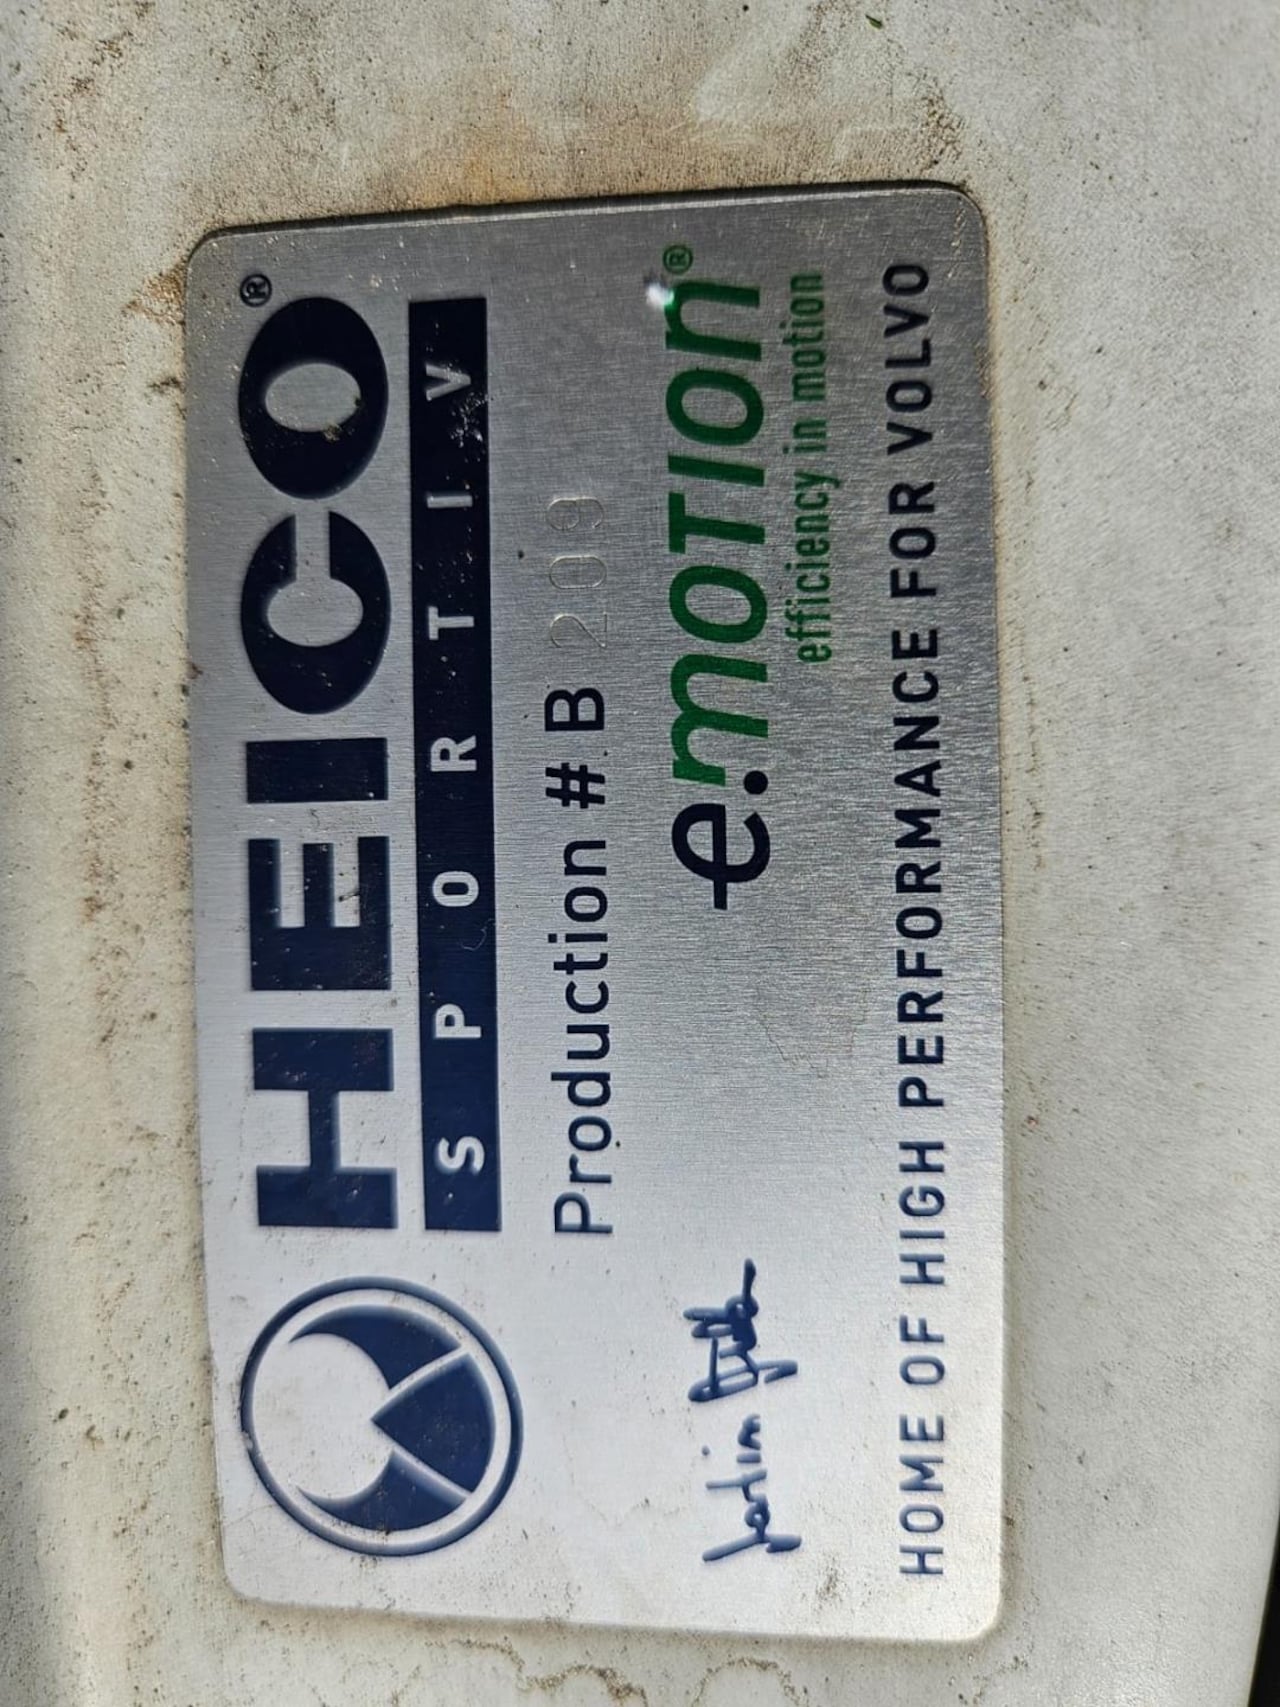 HEICO®
SPORTIV
Production # B 209
e.moTIon®
efficiency in motion
HOME OF HIGH PERFORMANCE FOR VOLVO